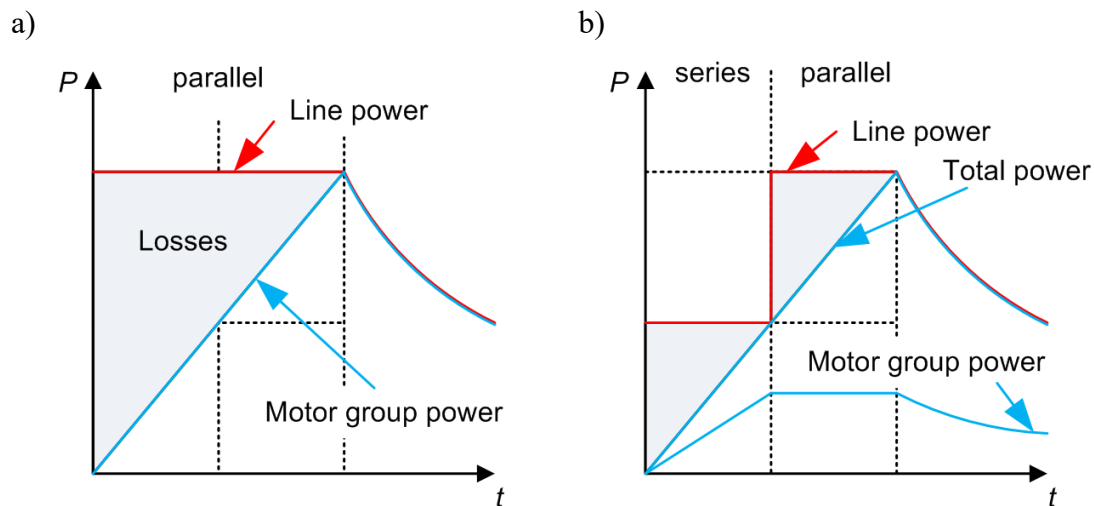 a)
P
parallel
Line power
Losses
Motor group power
t
b)
P
series
parallel
Line power
Total power
Motor group power
t